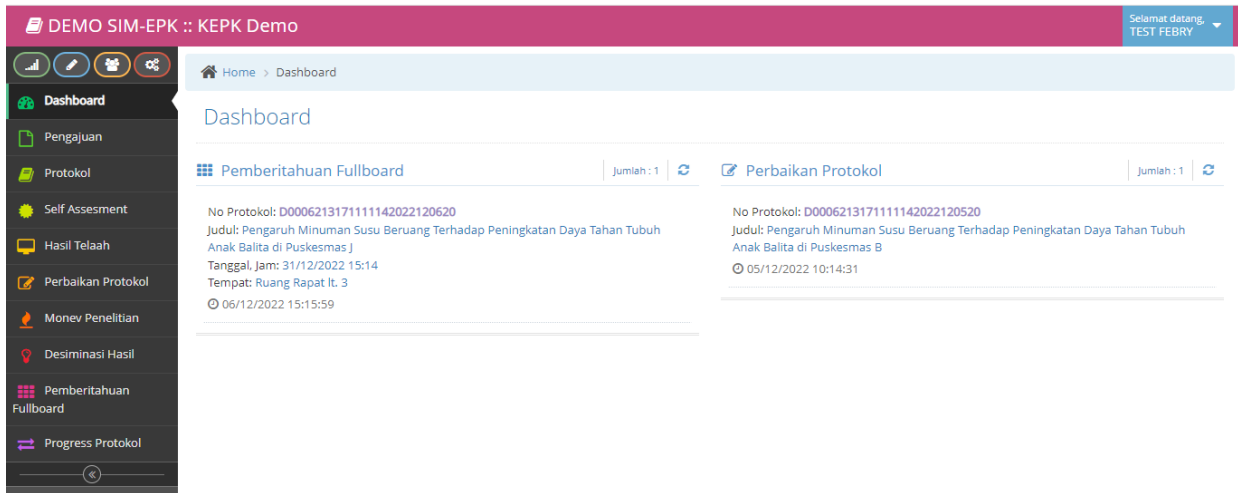 DEMO SIM-EPK :: KEPK Demo
Selamat datang,
TEST FEBRY
Home > Dashboard
Dashboard
Pengajuan
Protokol
Self Assesment
Hasil Telaah
Perbaikan Protokol
Monev Penelitian
Desiminasi Hasil
Pemberitahuan
Fullboard
Progress Protokol
Dashboard
Pemberitahuan Fullboard
Jumlah : 1
No Protokol: D0006213171111142022120620
Judul: Pengaruh Minuman Susu Beruang Terhadap Peningkatan Daya Tahan Tubuh
Anak Balita di Puskesmas J
Tanggal, Jam: 31/12/2022 15:14
Tempat: Ruang Rapat lt. 3
06/12/2022 15:15:59
Perbaikan Protokol
Jumlah : 1
No Protokol: D0006213171111142022120520
Judul: Pengaruh Minuman Susu Beruang Terhadap Peningkatan Daya Tahan Tubuh
Anak Balita di Puskesmas B
05/12/2022 10:14:31